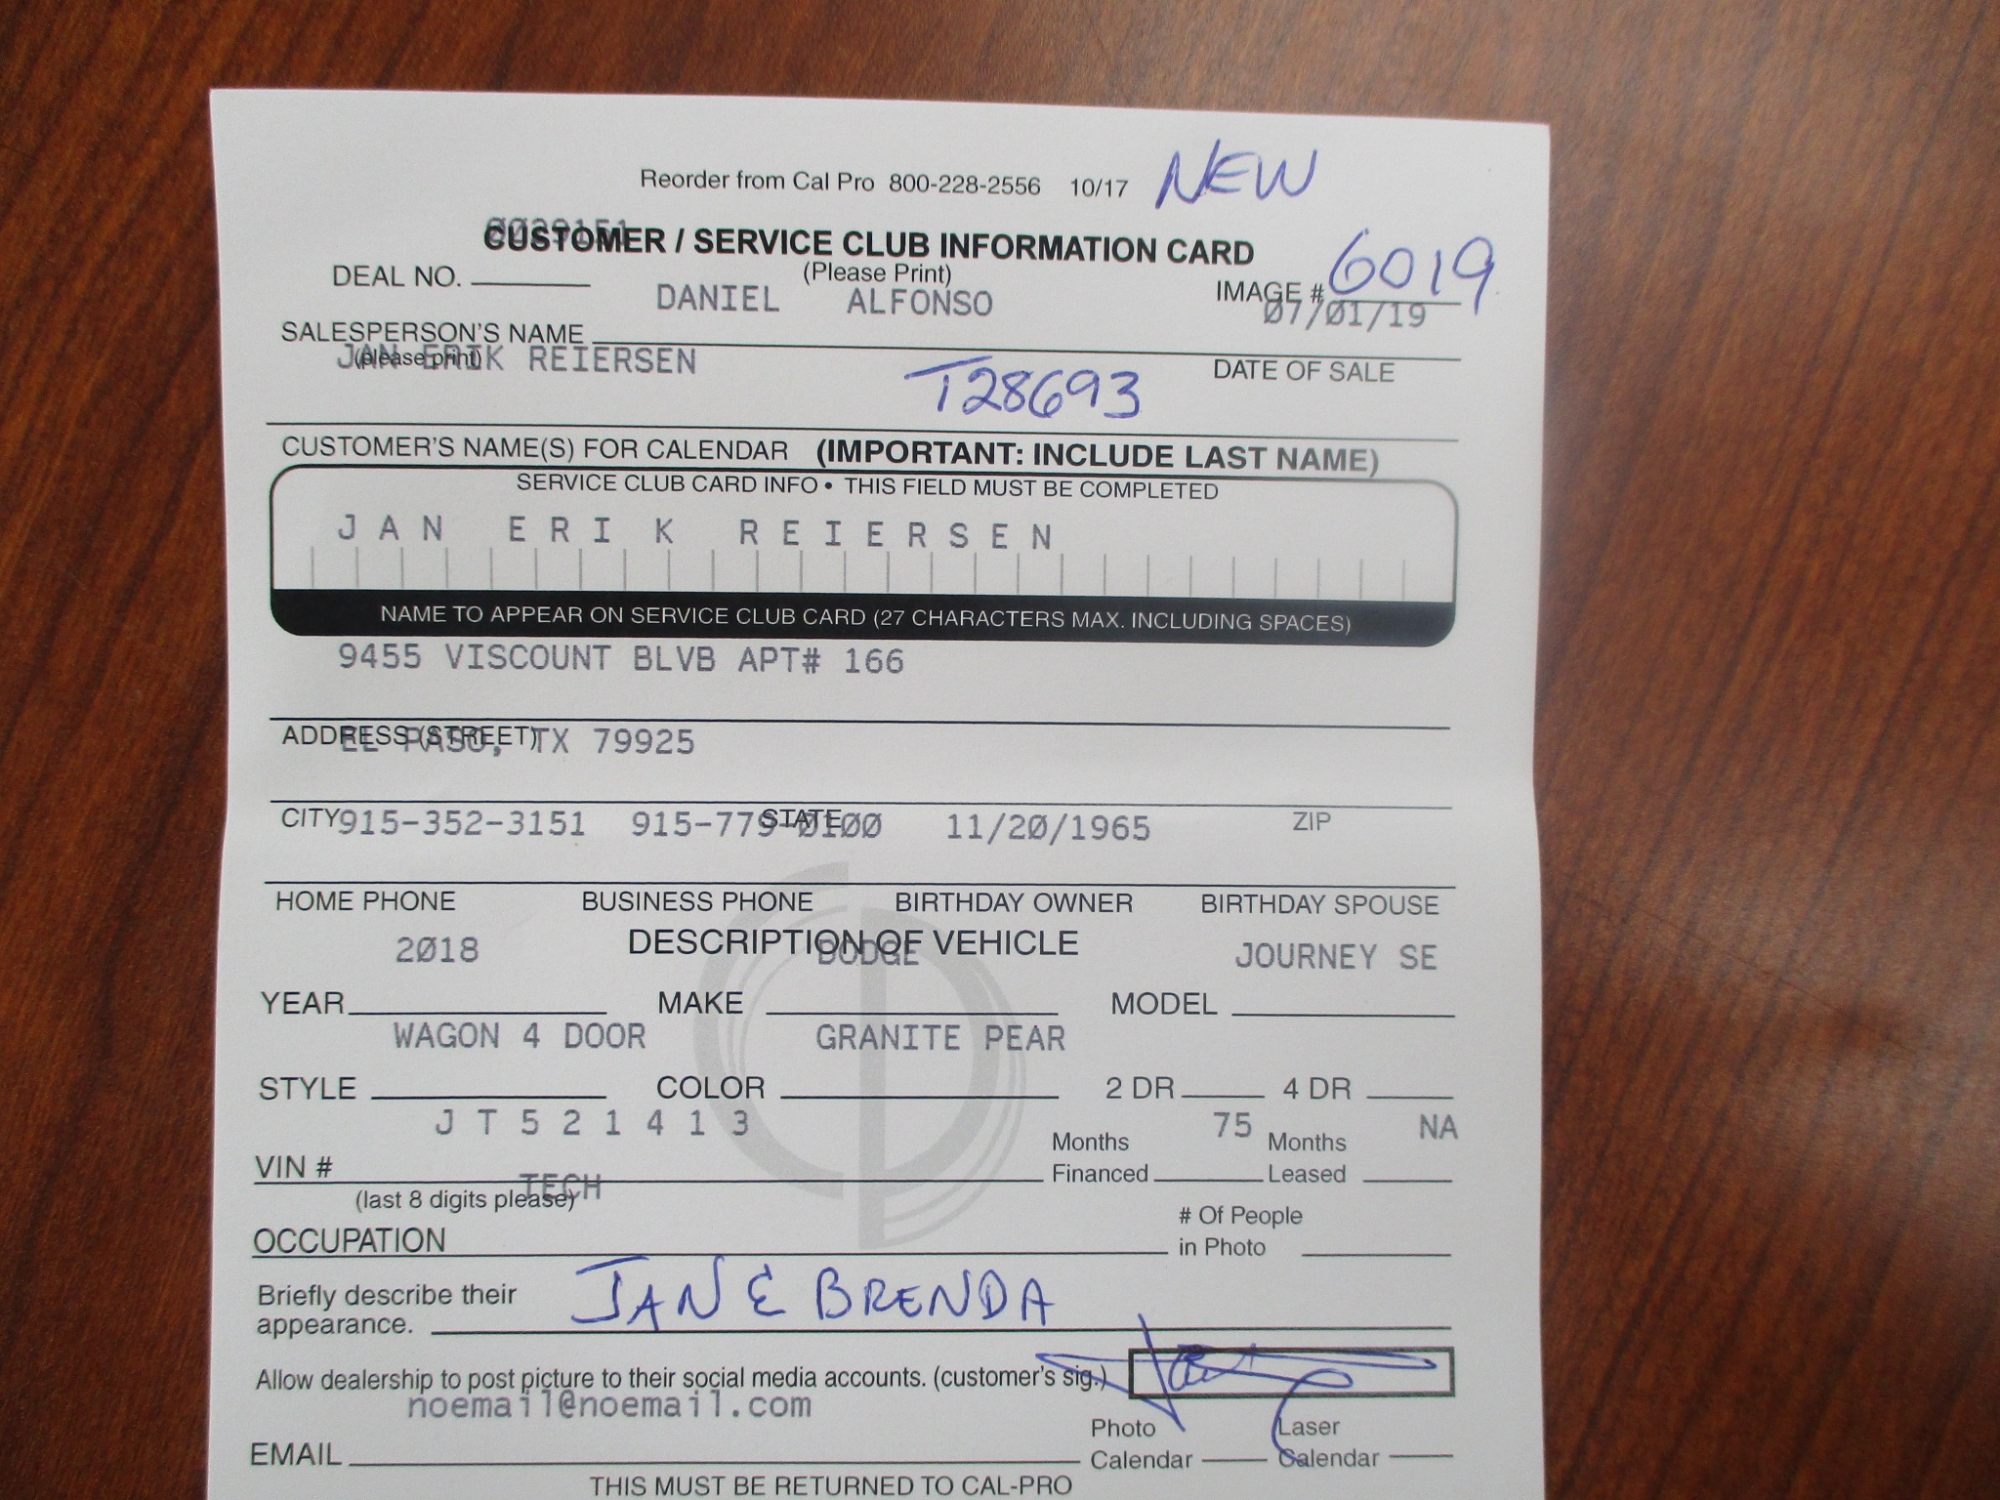 Reorder from Cal Pro 800-228-2556 10/17 NEW
CUSTOMER / SERVICE CLUB INFORMATION CARD
DEAL NO. (Please Print) IMAGE # 6019
DANIEL ALFONSO 07/01/19
SALESPERSON'S NAME
(please print) JAN ERIK REIERSEN DATE OF SALE
T28693
CUSTOMER'S NAME(S) FOR CALENDAR (IMPORTANT: INCLUDE LAST NAME)
SERVICE CLUB CARD INFO • THIS FIELD MUST BE COMPLETED
JAN ERIK REIERSEN
NAME TO APPEAR ON SERVICE CLUB CARD (27 CHARACTERS MAX. INCLUDING SPACES)
9455 VISCOUNT BLVB APT# 166
ADDRESS (STREET) EL PASO, TX 79925
CITY STATE ZIP
915-352-3151 915-779-0100 11/20/1965
HOME PHONE BUSINESS PHONE BIRTHDAY OWNER BIRTHDAY SPOUSE
DESCRIPTION OF VEHICLE
2018 DODGE JOURNEY SE
YEAR MAKE MODEL
WAGON 4 DOOR GRANITE PEAR
STYLE COLOR 2 DR 4 DR
JT521413 75 NA
VIN # Months Financed Months Leased
(last 8 digits please) TECH
OCCUPATION # Of People in Photo
Briefly describe their appearance. JAN & BRENDA
Allow dealership to post picture to their social media accounts. (customer's sig.)
noemail@noemail.com
EMAIL Photo Calendar Laser Calendar
THIS MUST BE RETURNED TO CAL-PRO